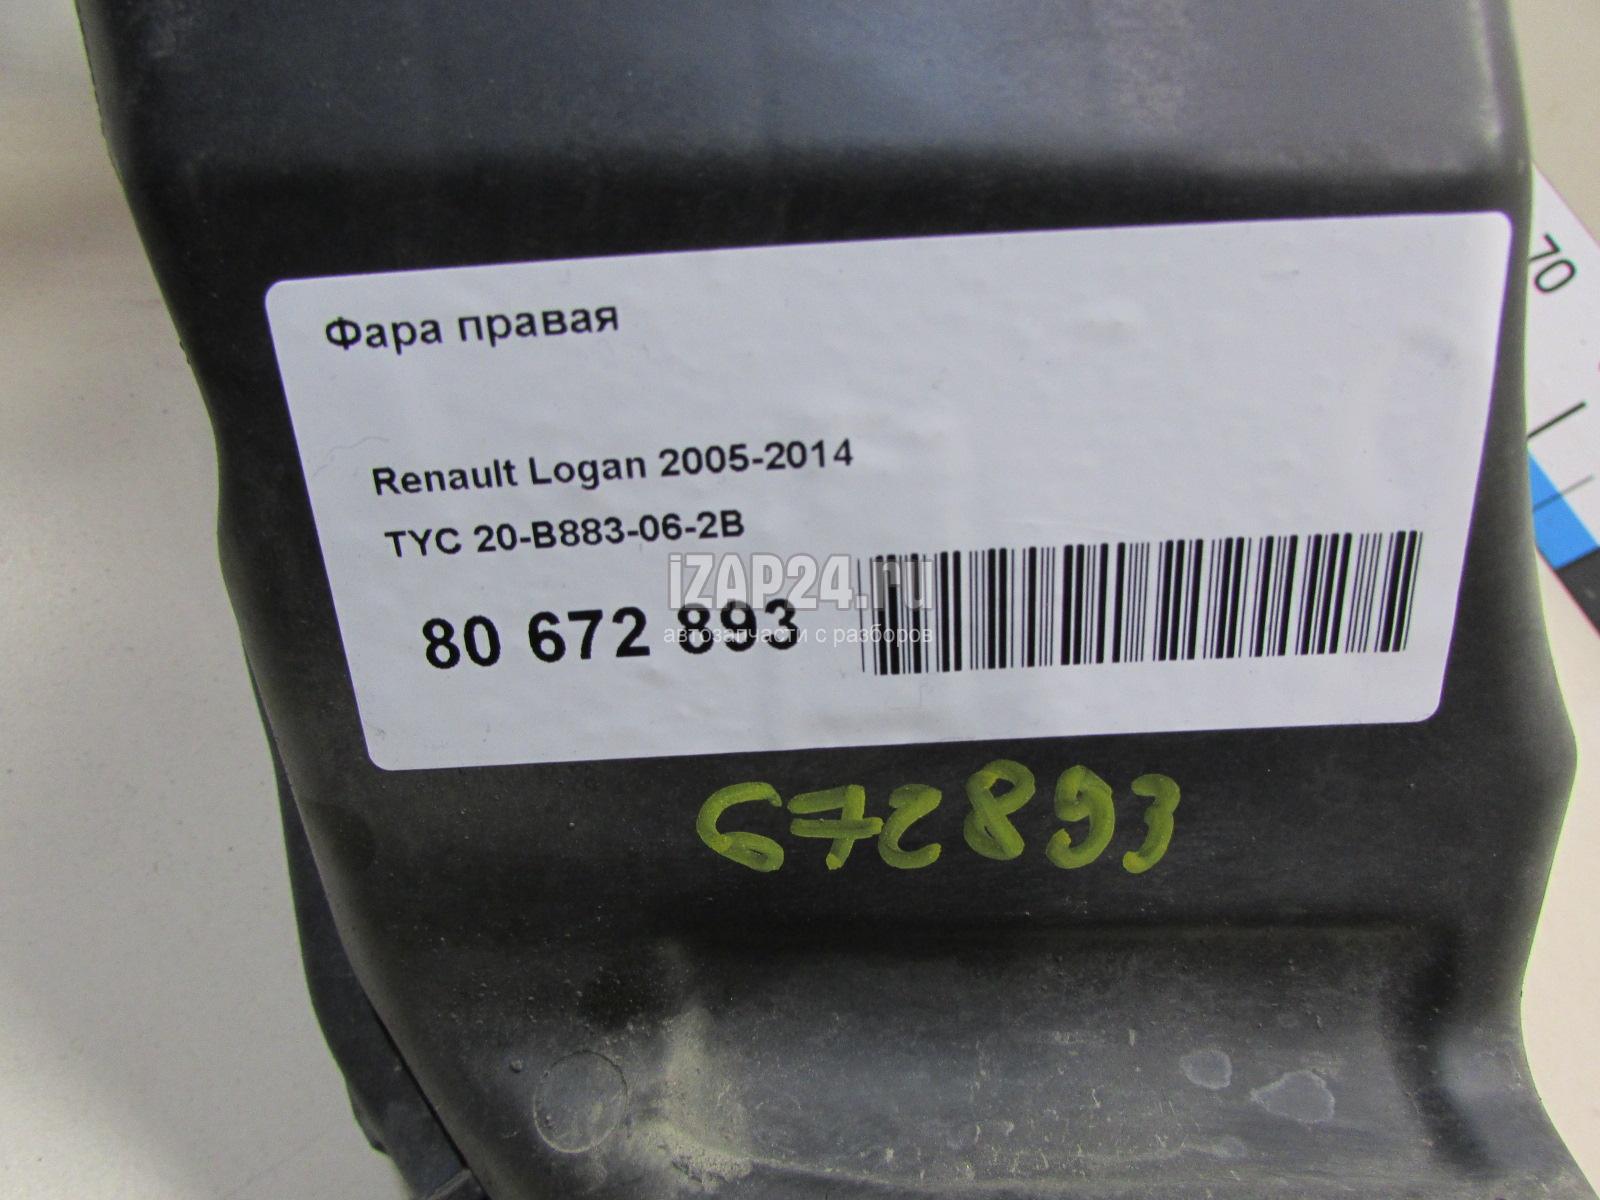 Фара правая
70
Renault Logan 2005-2014
TYC 20-B883-06-2B
iZAP24.ru
автозапчасти с разборов
80 672 893
672893